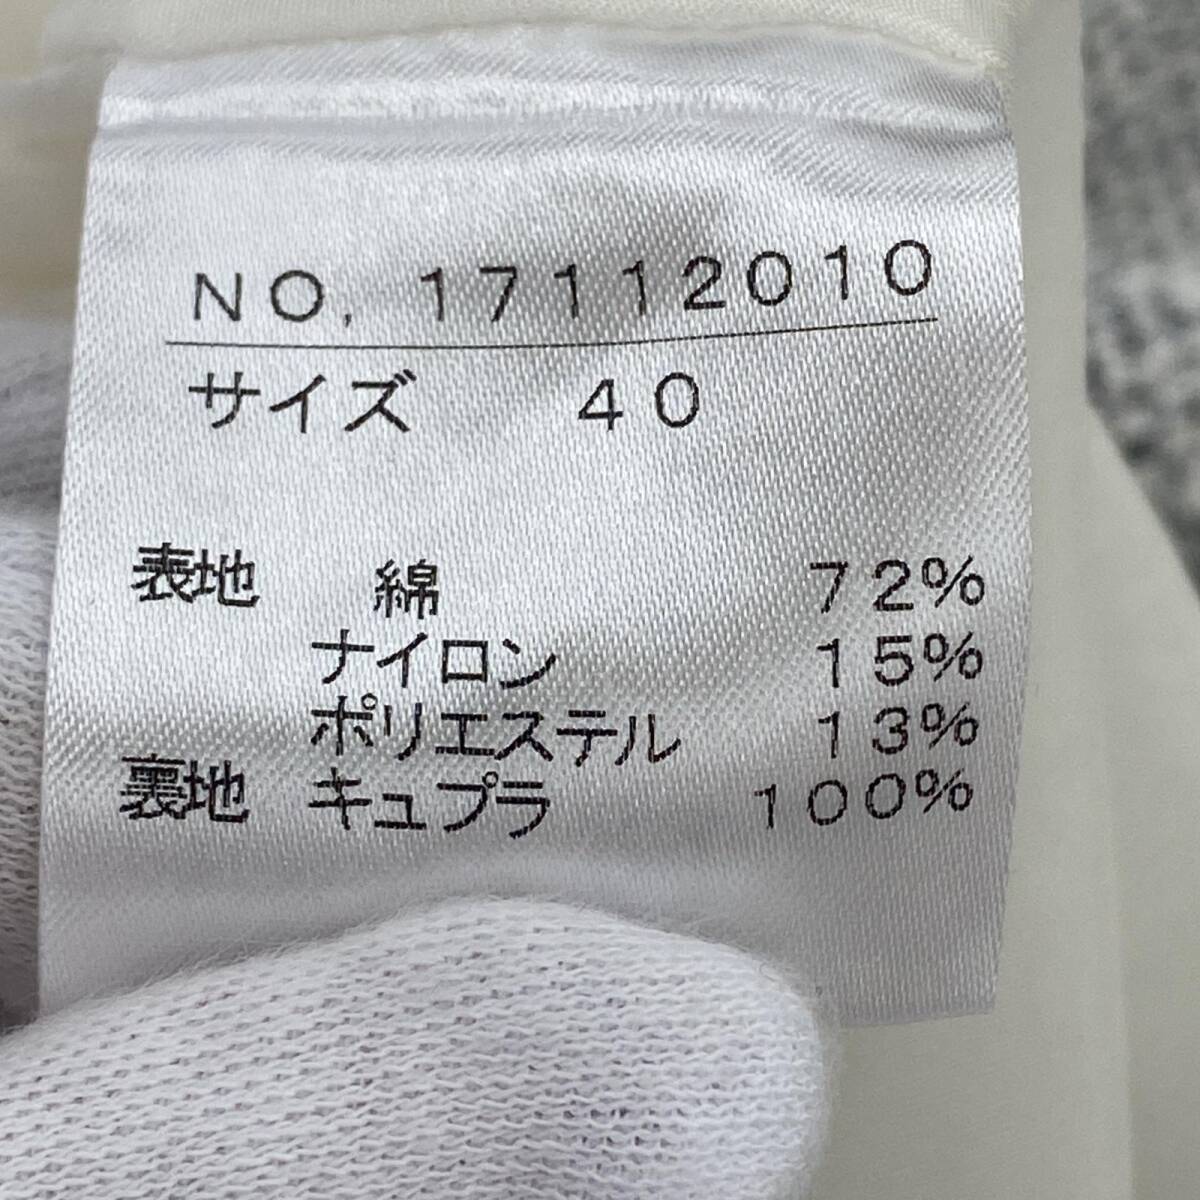 NO. 17112010
サイズ 40
表地 綿 72%
ナイロン 15%
ポリエステル 13%
裏地 キュプラ 100%